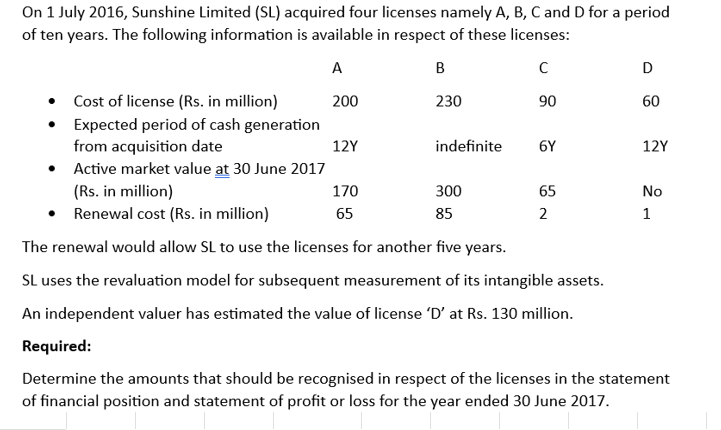 On 1 July 2016, Sunshine Limited (SL) acquired four licenses namely A, B, C and D for a period
of ten years. The following information is available in respect of these licenses:
A B C D
• Cost of license (Rs. in million) 200 230 90 60
• Expected period of cash generation
from acquisition date 12Y indefinite 6Y 12Y
• Active market value at 30 June 2017
(Rs. in million) 170 300 65 No
• Renewal cost (Rs. in million) 65 85 2 1
The renewal would allow SL to use the licenses for another five years.
SL uses the revaluation model for subsequent measurement of its intangible assets.
An independent valuer has estimated the value of license ‘D’ at Rs. 130 million.
Required:
Determine the amounts that should be recognised in respect of the licenses in the statement
of financial position and statement of profit or loss for the year ended 30 June 2017.